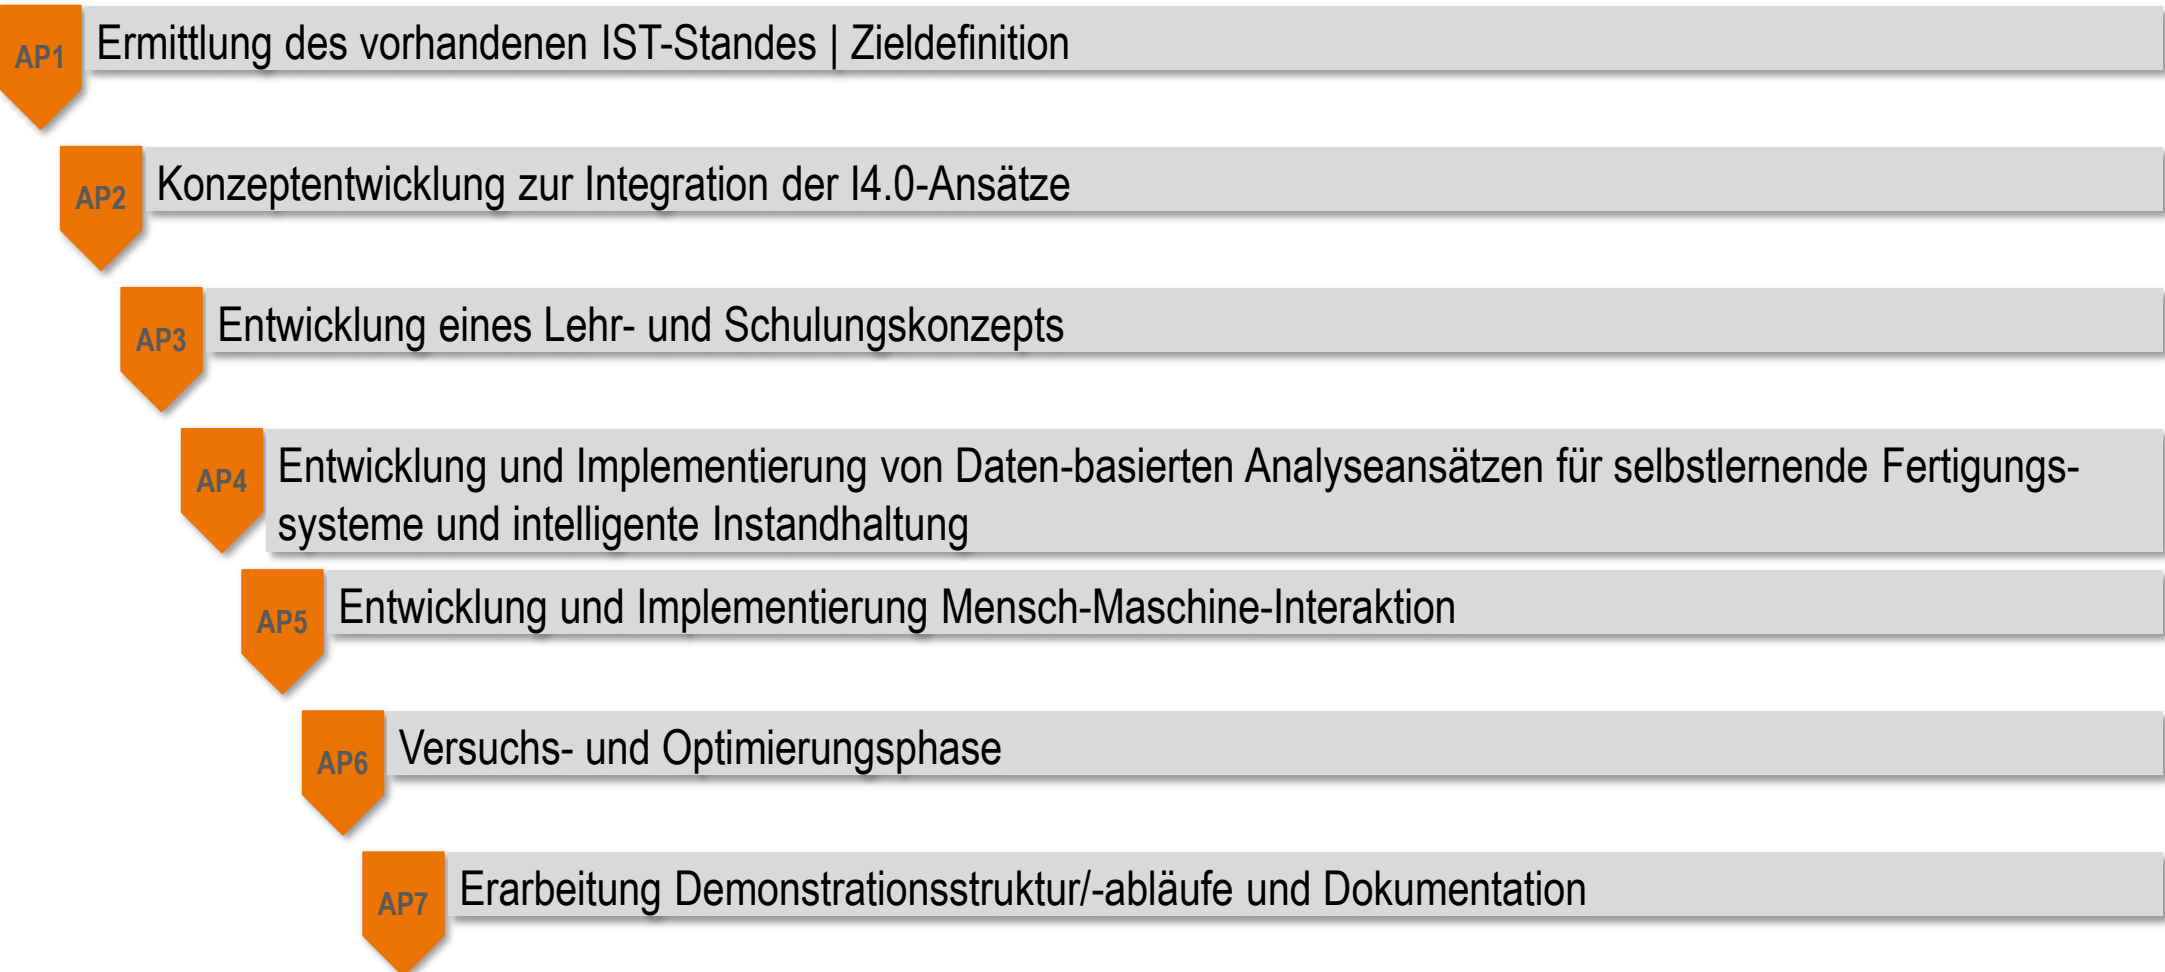 AP1 Ermittlung des vorhandenen IST-Standes | Zieldefinition
AP2 Konzeptentwicklung zur Integration der I4.0-Ansätze
AP3 Entwicklung eines Lehr- und Schulungskonzepts
AP4 Entwicklung und Implementierung von Daten-basierten Analyseansätzen für selbstlernende Fertigungs-
systeme und intelligente Instandhaltung
AP5 Entwicklung und Implementierung Mensch-Maschine-Interaktion
AP6 Versuchs- und Optimierungsphase
AP7 Erarbeitung Demonstrationsstruktur/-abläufe und Dokumentation